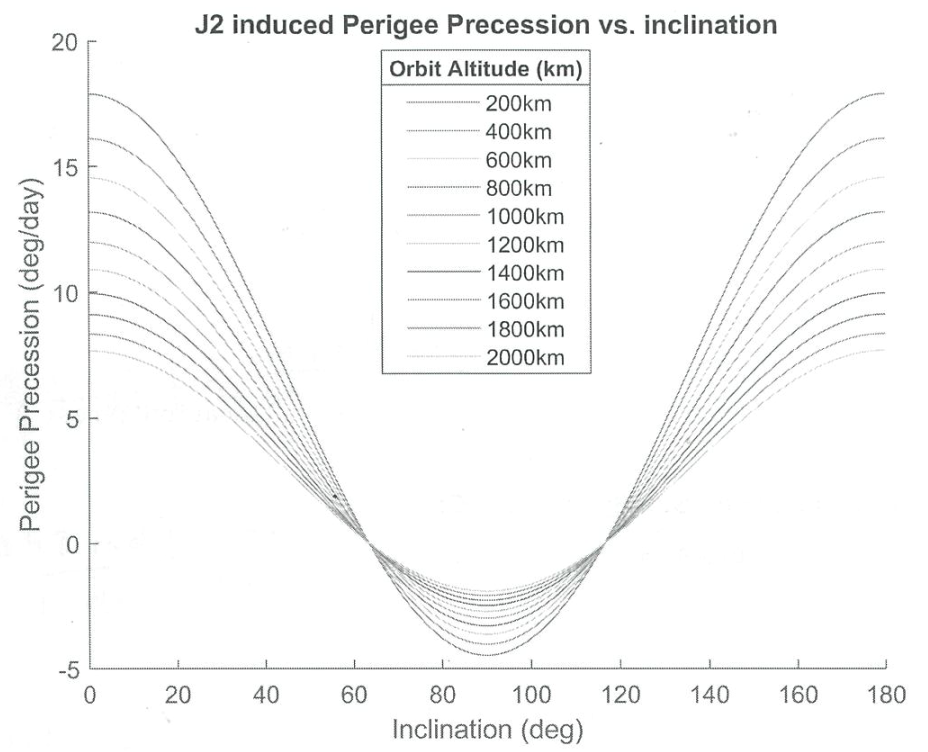 J2 induced Perigee Precession vs. inclination
Orbit Altitude (km)
200km
400km
600km
800km
1000km
1200km
1400km
1600km
1800km
2000km
Perigee Precession (deg/day)
20
15
10
5
0
-5
0 20 40 60 80 100 120 140 160 180
Inclination (deg)